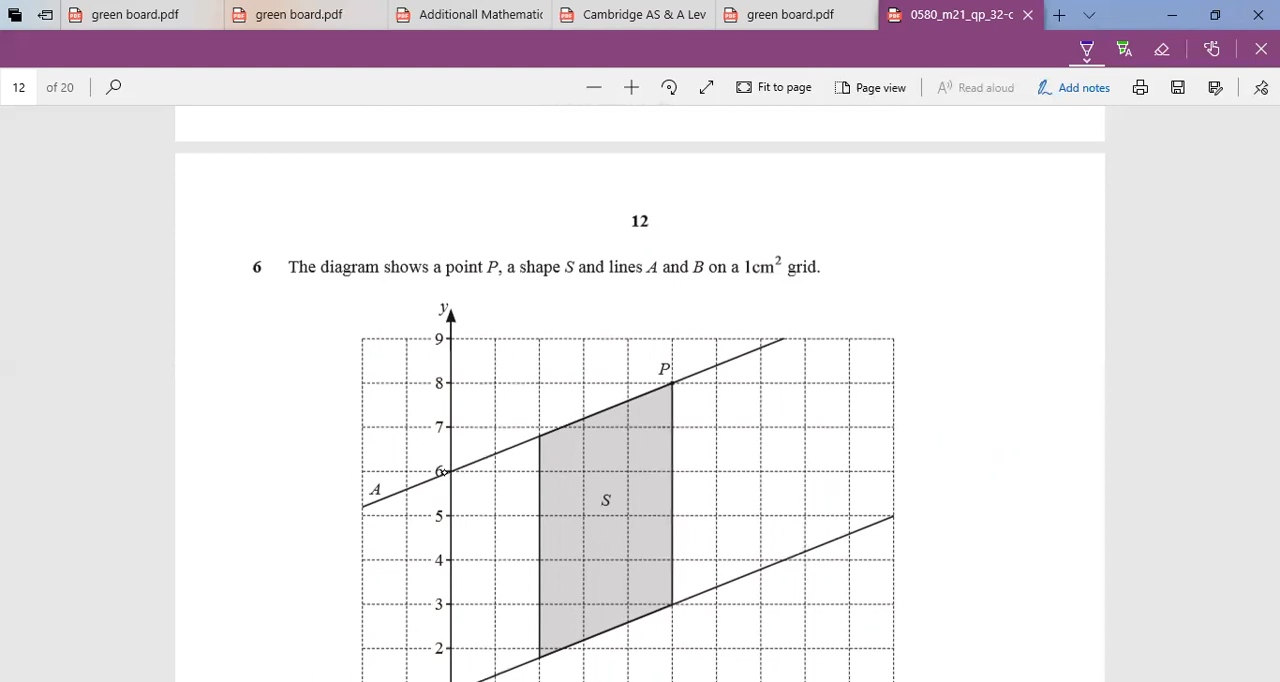 green board.pdf
green board.pdf
Additionall Mathematic
Cambridge AS & A Lev
green board.pdf
0580_m21_qp_32-c
12 of 20
Fit to page
Page view
Read aloud
Add notes
12
6 The diagram shows a point P, a shape S and lines A and B on a 1cm² grid.
y
9
P
8
7
6
A
S
5
4
3
2